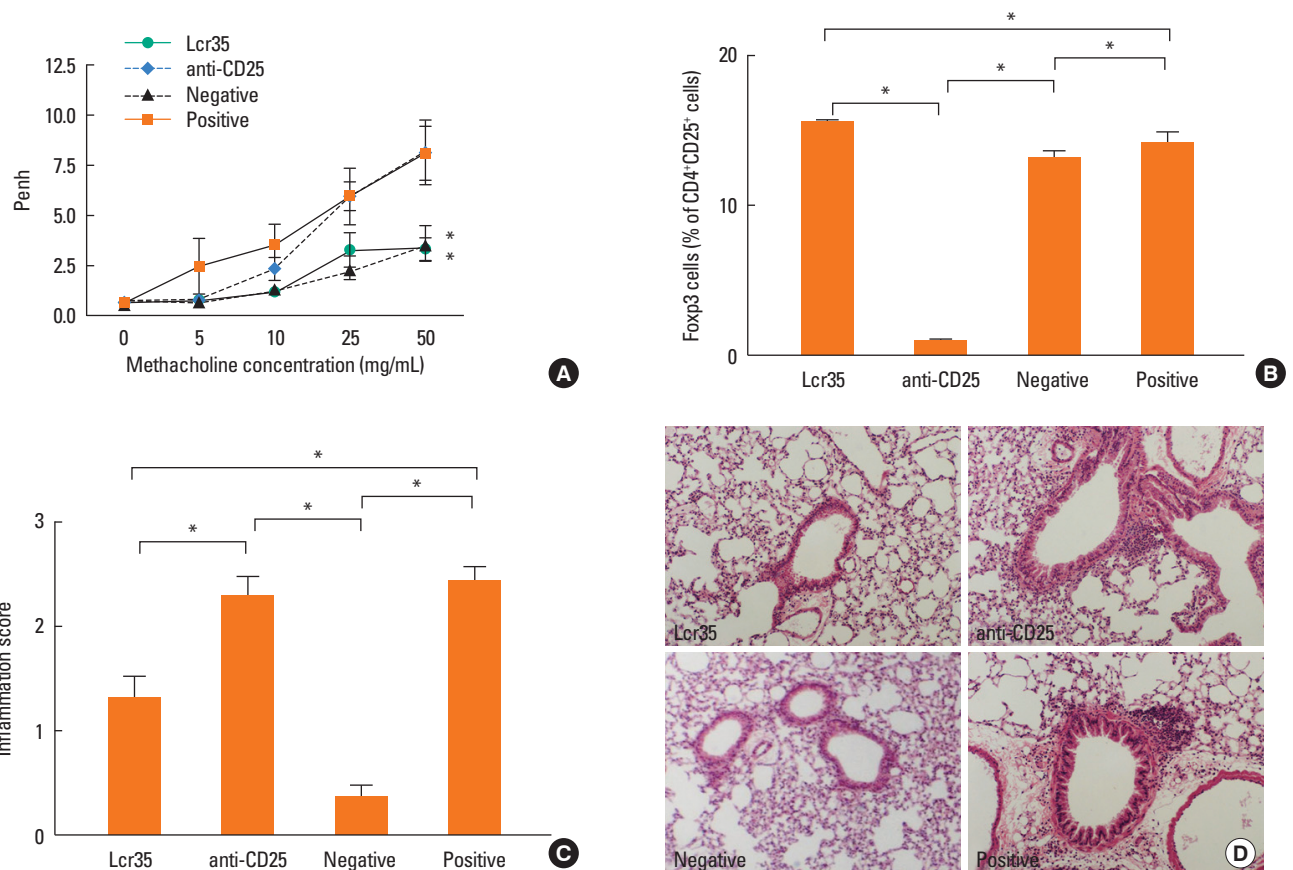 Lcr35
anti-CD25
Negative
Positive
Penh
12.5
10.0
7.5
5.0
2.5
0.0
*
*
0 5 10 25 50
Methacholine concentration (mg/mL)
A
Foxp3 cells (% of CD4⁺CD25⁺ cells)
20
10
0
*
*
*
*
Lcr35 anti-CD25 Negative Positive
B
Inflammation score
3
2
1
0
*
*
*
*
Lcr35 anti-CD25 Negative Positive
C
Lcr35
anti-CD25
Negative
Positive
D